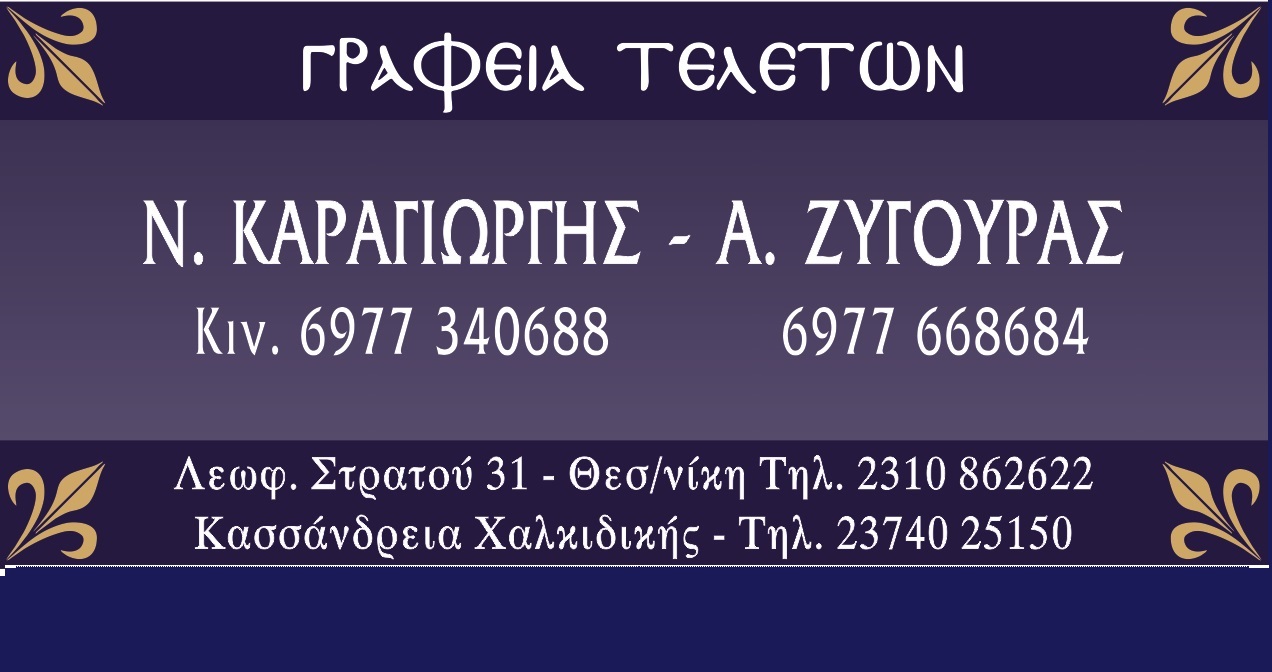 ΓΡΑΦΕΙΑ ΤΕΛΕΤΩΝ
Ν. ΚΑΡΑΓΙΩΡΓΗΣ - Α. ΖΥΓΟΥΡΑΣ
Κιν. 6977 340688 6977 668684
Λεωφ. Στρατού 31 - Θεσ/νίκη Τηλ. 2310 862622
Κασσάνδρεια Χαλκιδικής - Τηλ. 23740 25150